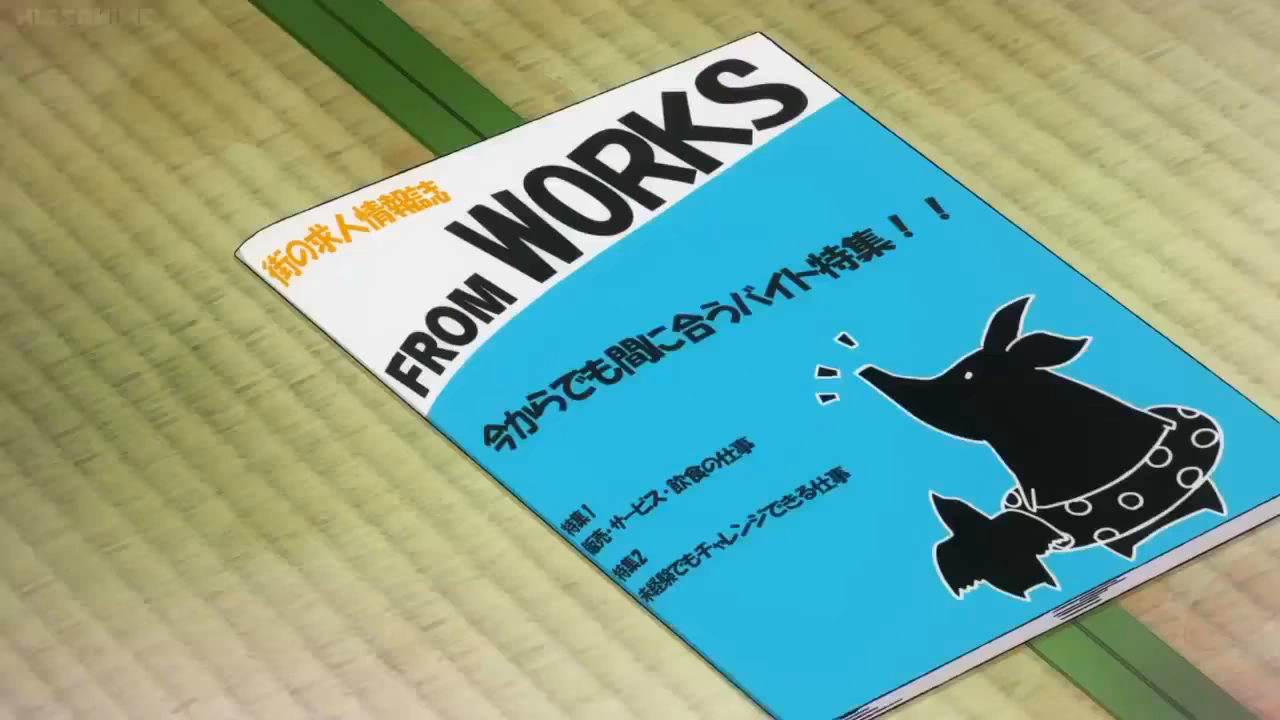 街の求人情報誌
FROM WORKS
今からでも間に合うバイト特集!!
特集1
販売・サービス・飲食の仕事
特集2
未経験でもチャレンジできる仕事